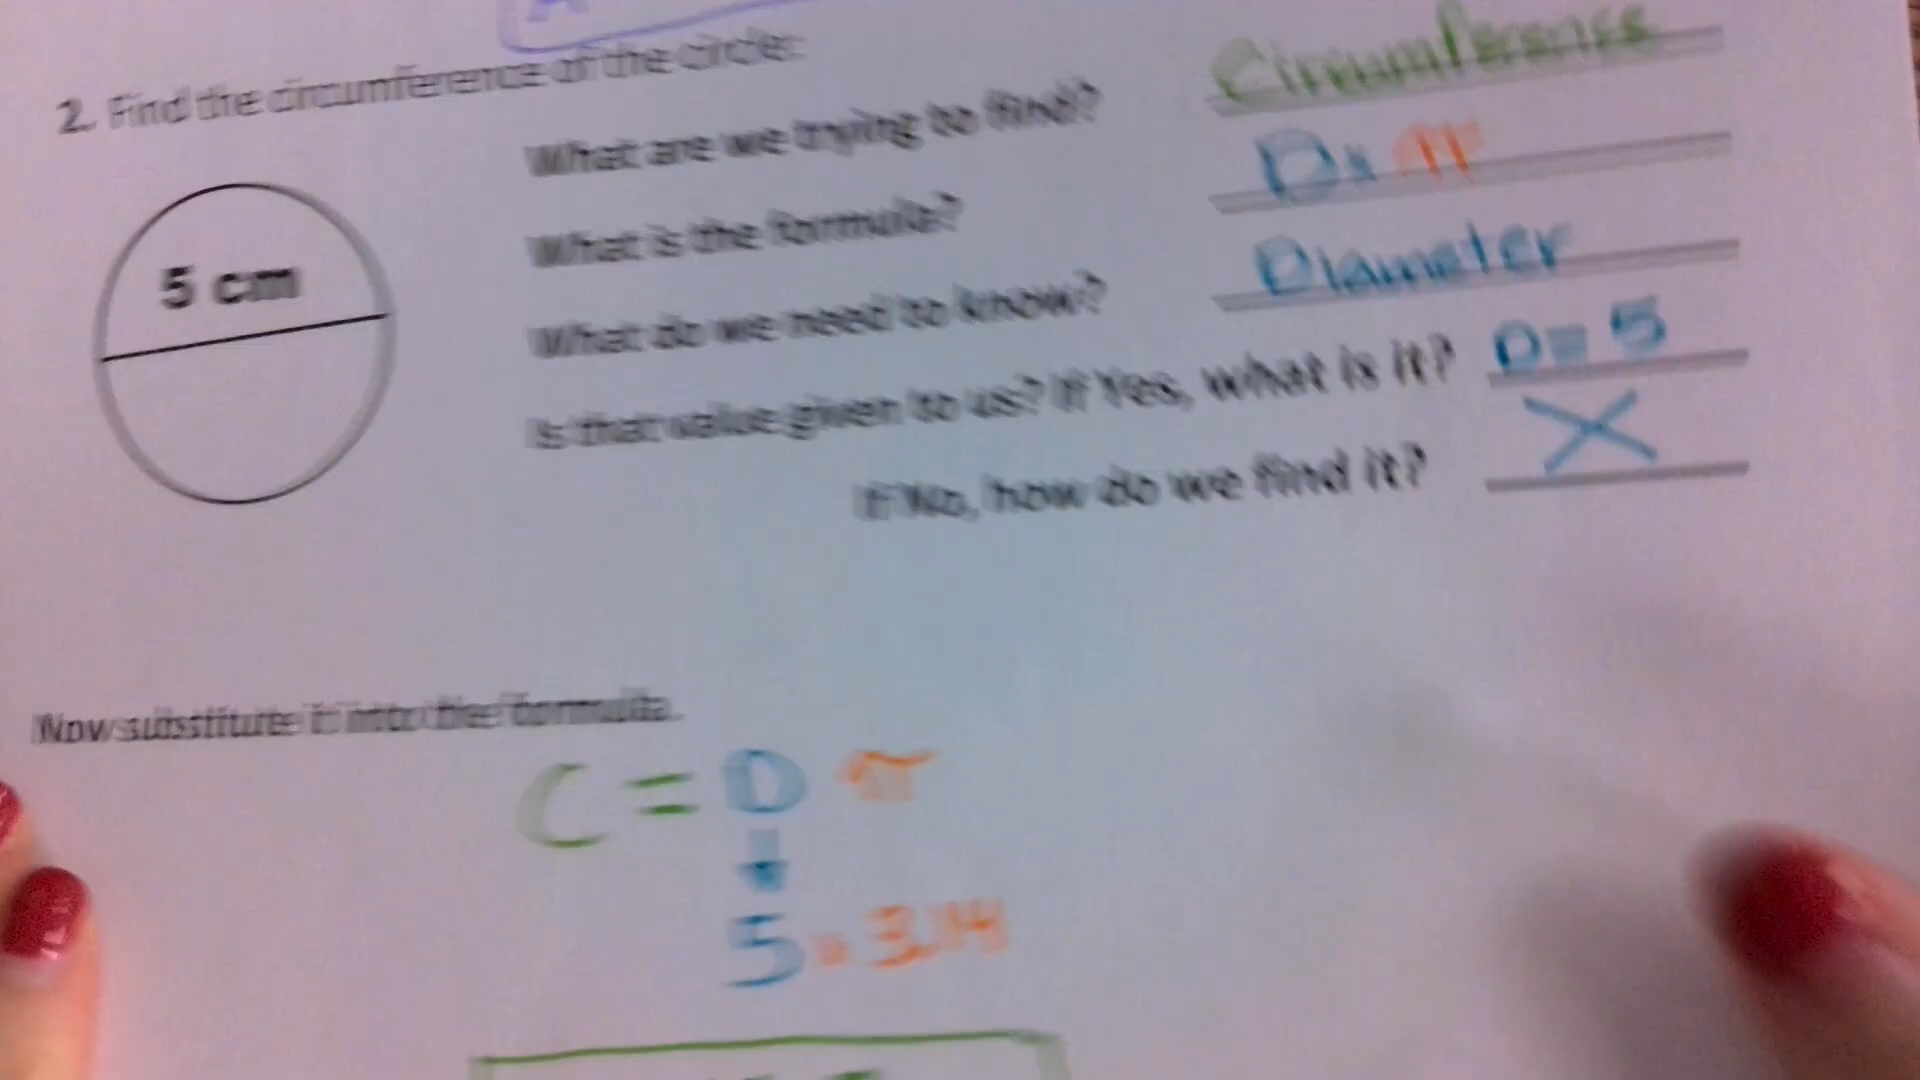 2. Find the circumference of the circle:
What are we trying to find? Circumference
What is the formula? D · π
What do we need to know? Diameter
Is that value given to us? If Yes, what is it? D = 5
If No, how do we find it? X
5 cm
Now substitute it into the formula.
C = D π
5 · 3.14